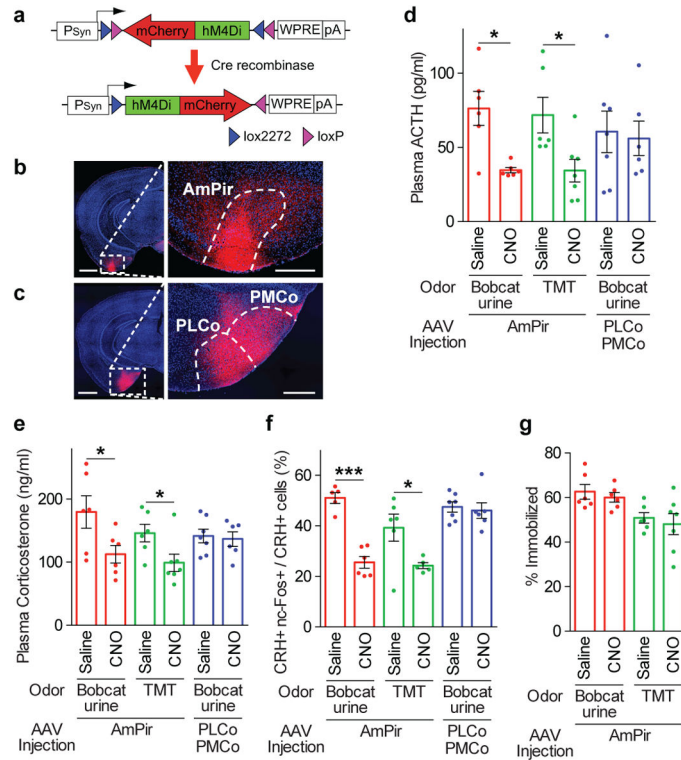 a
PSyn
mCherry hM4Di
WPRE pA
Cre recombinase
PSyn
hM4Di mCherry
WPRE pA
lox2272 loxP
b
AmPir
c
PLCo
PMCo
d
Plasma ACTH (pg/ml)
100
50
0
* *
Saline CNO Saline CNO Saline CNO
Odor Bobcat urine TMT Bobcat urine
AAV Injection AmPir PLCo PMCo
e
Plasma Corticosterone (ng/ml)
200
100
0
* *
Saline CNO Saline CNO Saline CNO
Odor Bobcat urine TMT Bobcat urine
AAV Injection AmPir PLCo PMCo
f
CRH+ nc-Fos+ / CRH+ cells (%)
60
40
20
0
*** *
Saline CNO Saline CNO Saline CNO
Odor Bobcat urine TMT Bobcat urine
AAV Injection AmPir PLCo PMCo
g
% Immobilized
80
60
40
20
0
Saline CNO Saline CNO
Odor Bobcat urine TMT
AAV Injection AmPir